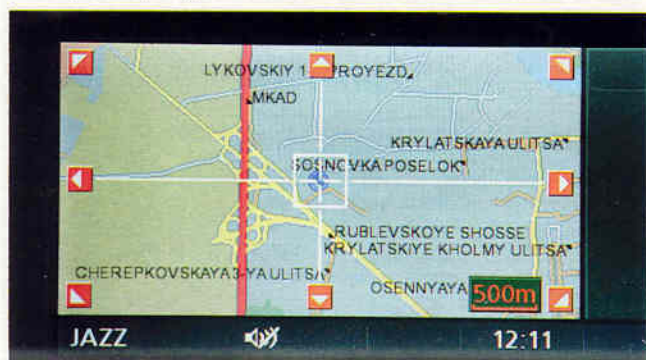 LYKOVSKIY 1 PROYEZD
MKAD
KRYLATSKAYA ULITSA
SOSNOVKA POSELOK
RUBLEVSKOYE SHOSSE
KRYLATSKIYE KHOLMY ULITSA
CHEREPKOVSKAYA 3-YA ULITSA
OSENNYAYA
500m
JAZZ
12:11